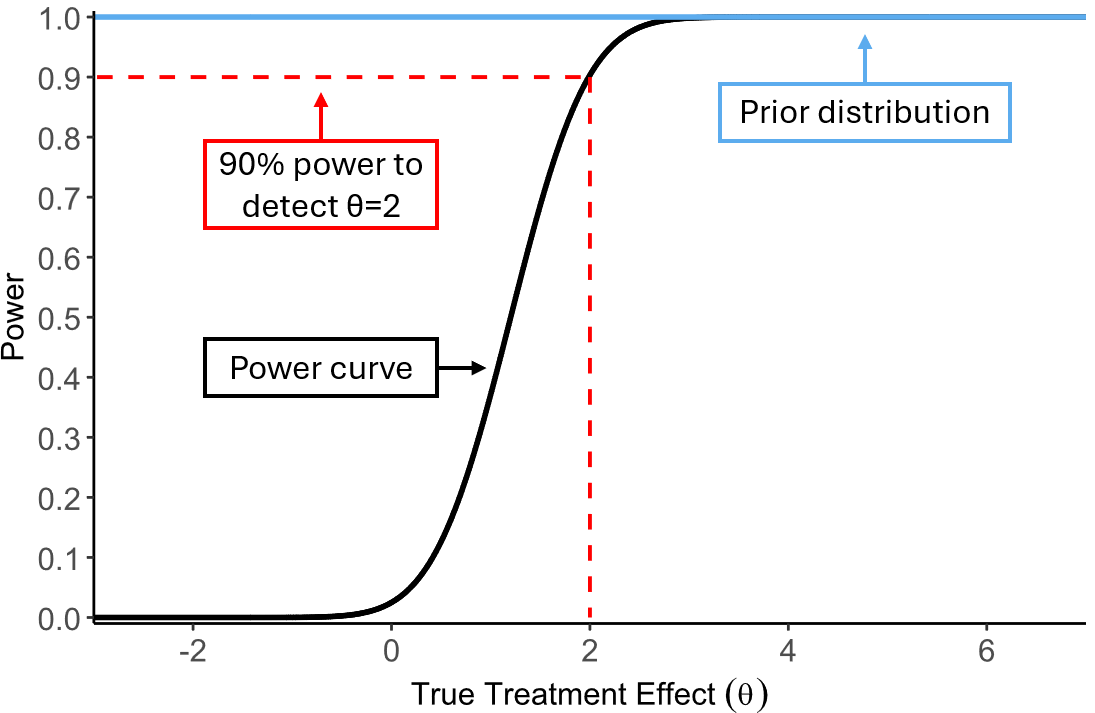 1.0
0.9
0.8
0.7
0.6
0.5
0.4
0.3
0.2
0.1
0.0
Power
90% power to
detect θ=2
Power curve
Prior distribution
-2
0
2
4
6
True Treatment Effect (θ)